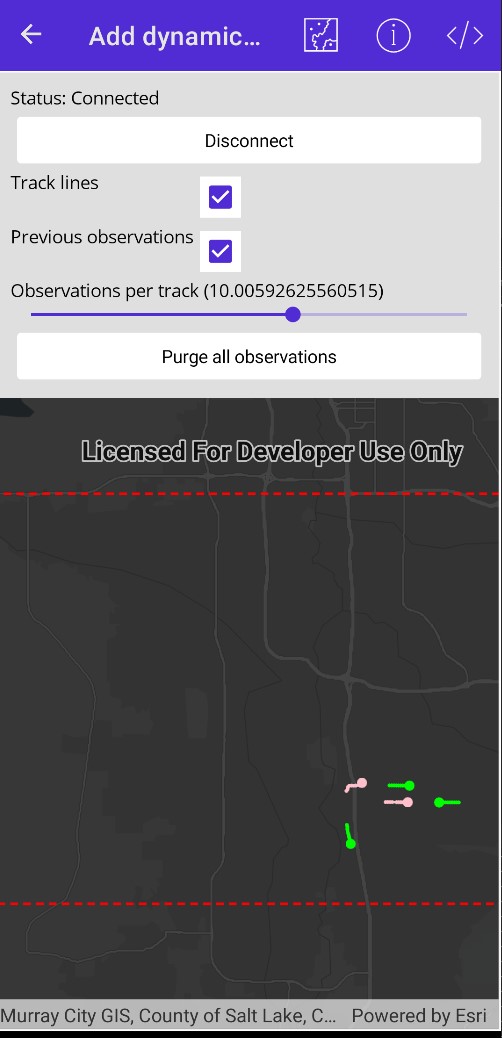 Add dynamic...
Status: Connected
Disconnect
Track lines
Previous observations
Observations per track (10.00592625560515)
Purge all observations
Licensed For Developer Use Only
Murray City GIS, County of Salt Lake, C... Powered by Esri